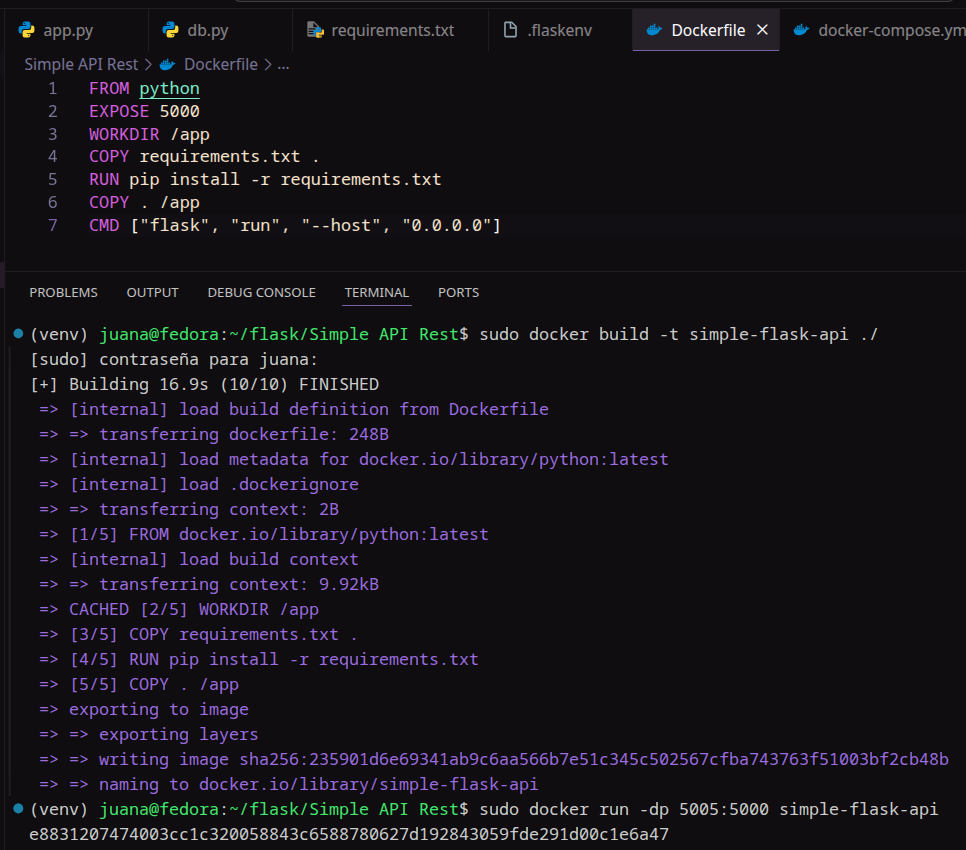 app.py db.py requirements.txt .flaskenv Dockerfile docker-compose.ym
Simple API Rest > Dockerfile > ...
1 FROM python
2 EXPOSE 5000
3 WORKDIR /app
4 COPY requirements.txt .
5 RUN pip install -r requirements.txt
6 COPY . /app
7 CMD ["flask", "run", "--host", "0.0.0.0"]
PROBLEMS OUTPUT DEBUG CONSOLE TERMINAL PORTS
(venv) juana@fedora:~/flask/Simple API Rest$ sudo docker build -t simple-flask-api ./
[sudo] contraseña para juana:
[+] Building 16.9s (10/10) FINISHED
=> [internal] load build definition from Dockerfile
=> => transferring dockerfile: 248B
=> [internal] load metadata for docker.io/library/python:latest
=> [internal] load .dockerignore
=> => transferring context: 2B
=> [1/5] FROM docker.io/library/python:latest
=> [internal] load build context
=> => transferring context: 9.92kB
=> CACHED [2/5] WORKDIR /app
=> [3/5] COPY requirements.txt .
=> [4/5] RUN pip install -r requirements.txt
=> [5/5] COPY . /app
=> exporting to image
=> => exporting layers
=> => writing image sha256:235901d6e69341ab9c6aa566b7e51c345c502567cfba743763f51003bf2cb48b
=> => naming to docker.io/library/simple-flask-api
(venv) juana@fedora:~/flask/Simple API Rest$ sudo docker run -dp 5005:5000 simple-flask-api
e8831207474003cc1c320058843c6588780627d192843059fde291d00c1e6a47